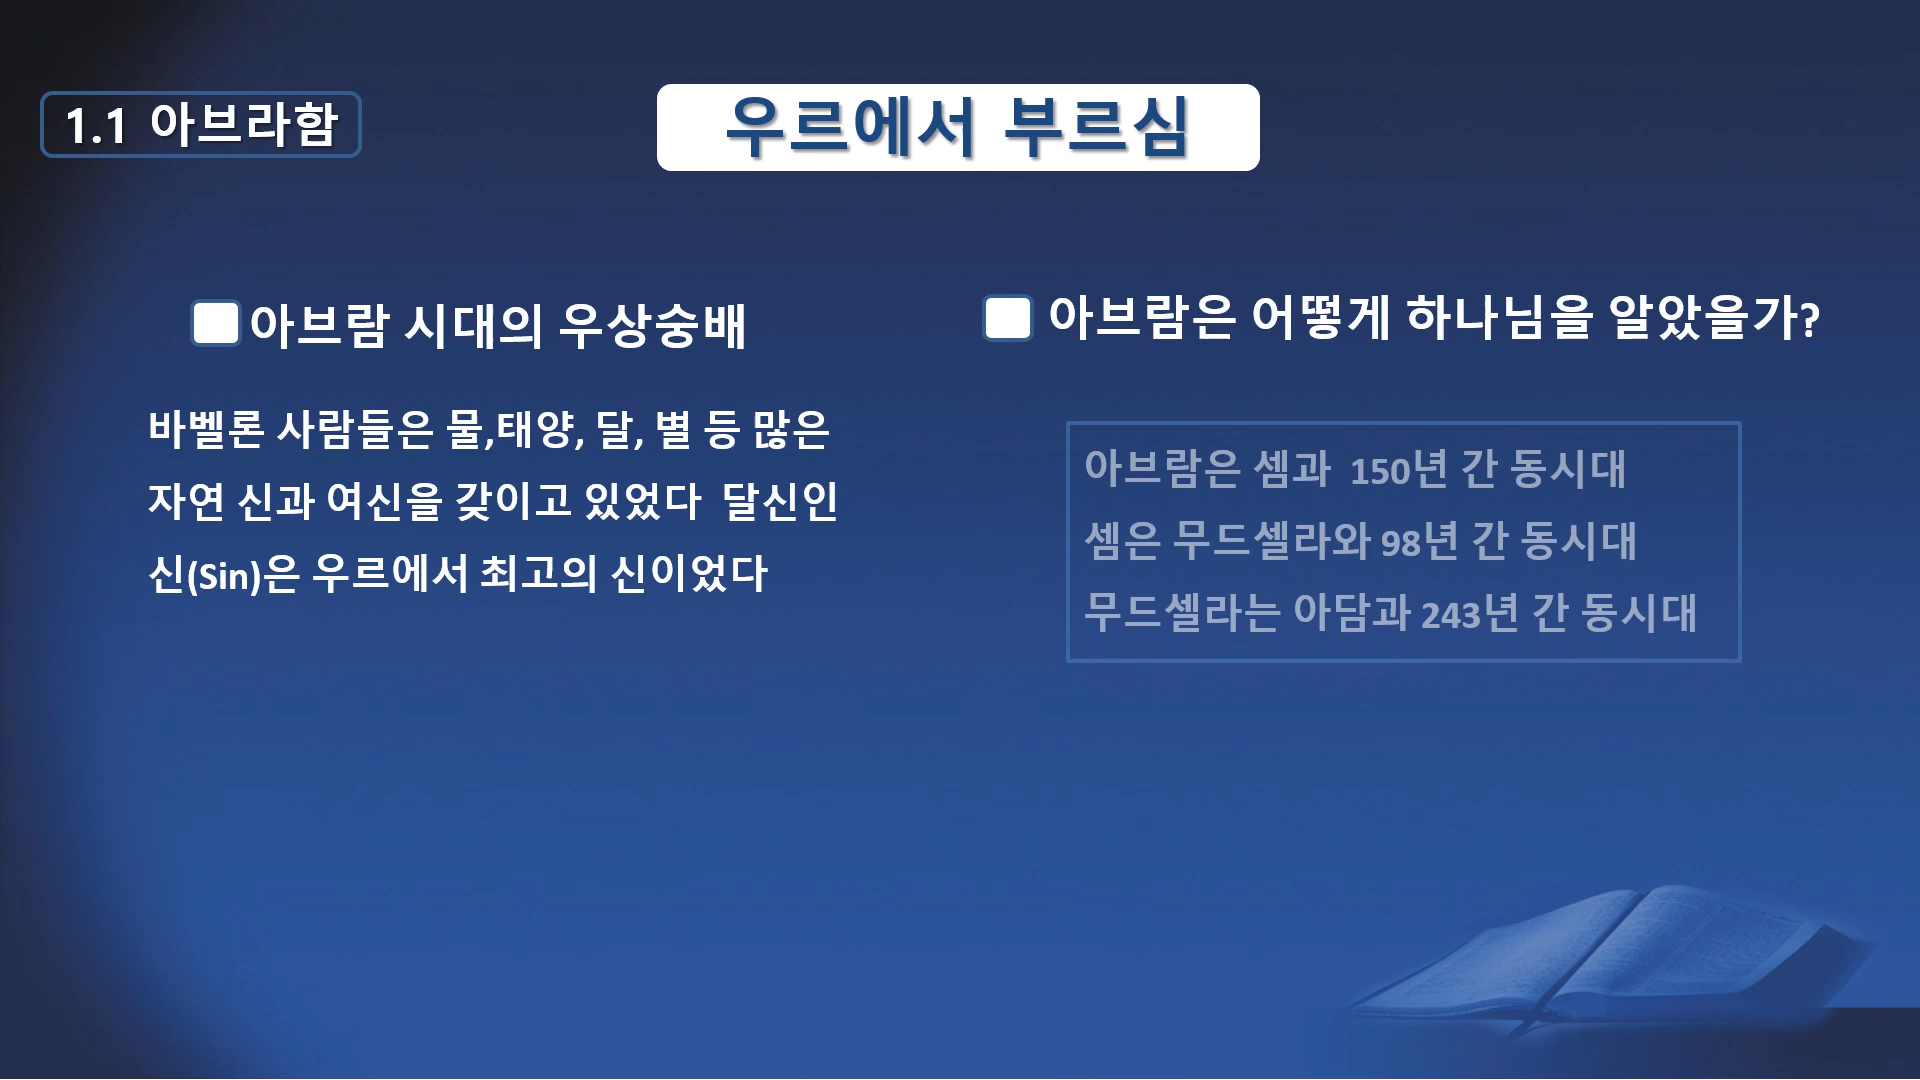 1.1 아브라함
우르에서 부르심
아브람 시대의 우상숭배
바벨론 사람들은 물,태양, 달, 별 등 많은
자연 신과 여신을 갖이고 있었다 달신인
신(Sin)은 우르에서 최고의 신이었다
아브람은 어떻게 하나님을 알았을가?
아브람은 셈과 150년 간 동시대
셈은 무드셀라와 98년 간 동시대
무드셀라는 아담과 243년 간 동시대